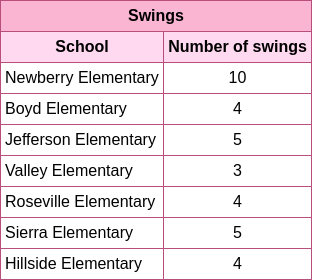 Swings
School Number of swings
Newberry Elementary 10
Boyd Elementary 4
Jefferson Elementary 5
Valley Elementary 3
Roseville Elementary 4
Sierra Elementary 5
Hillside Elementary 4